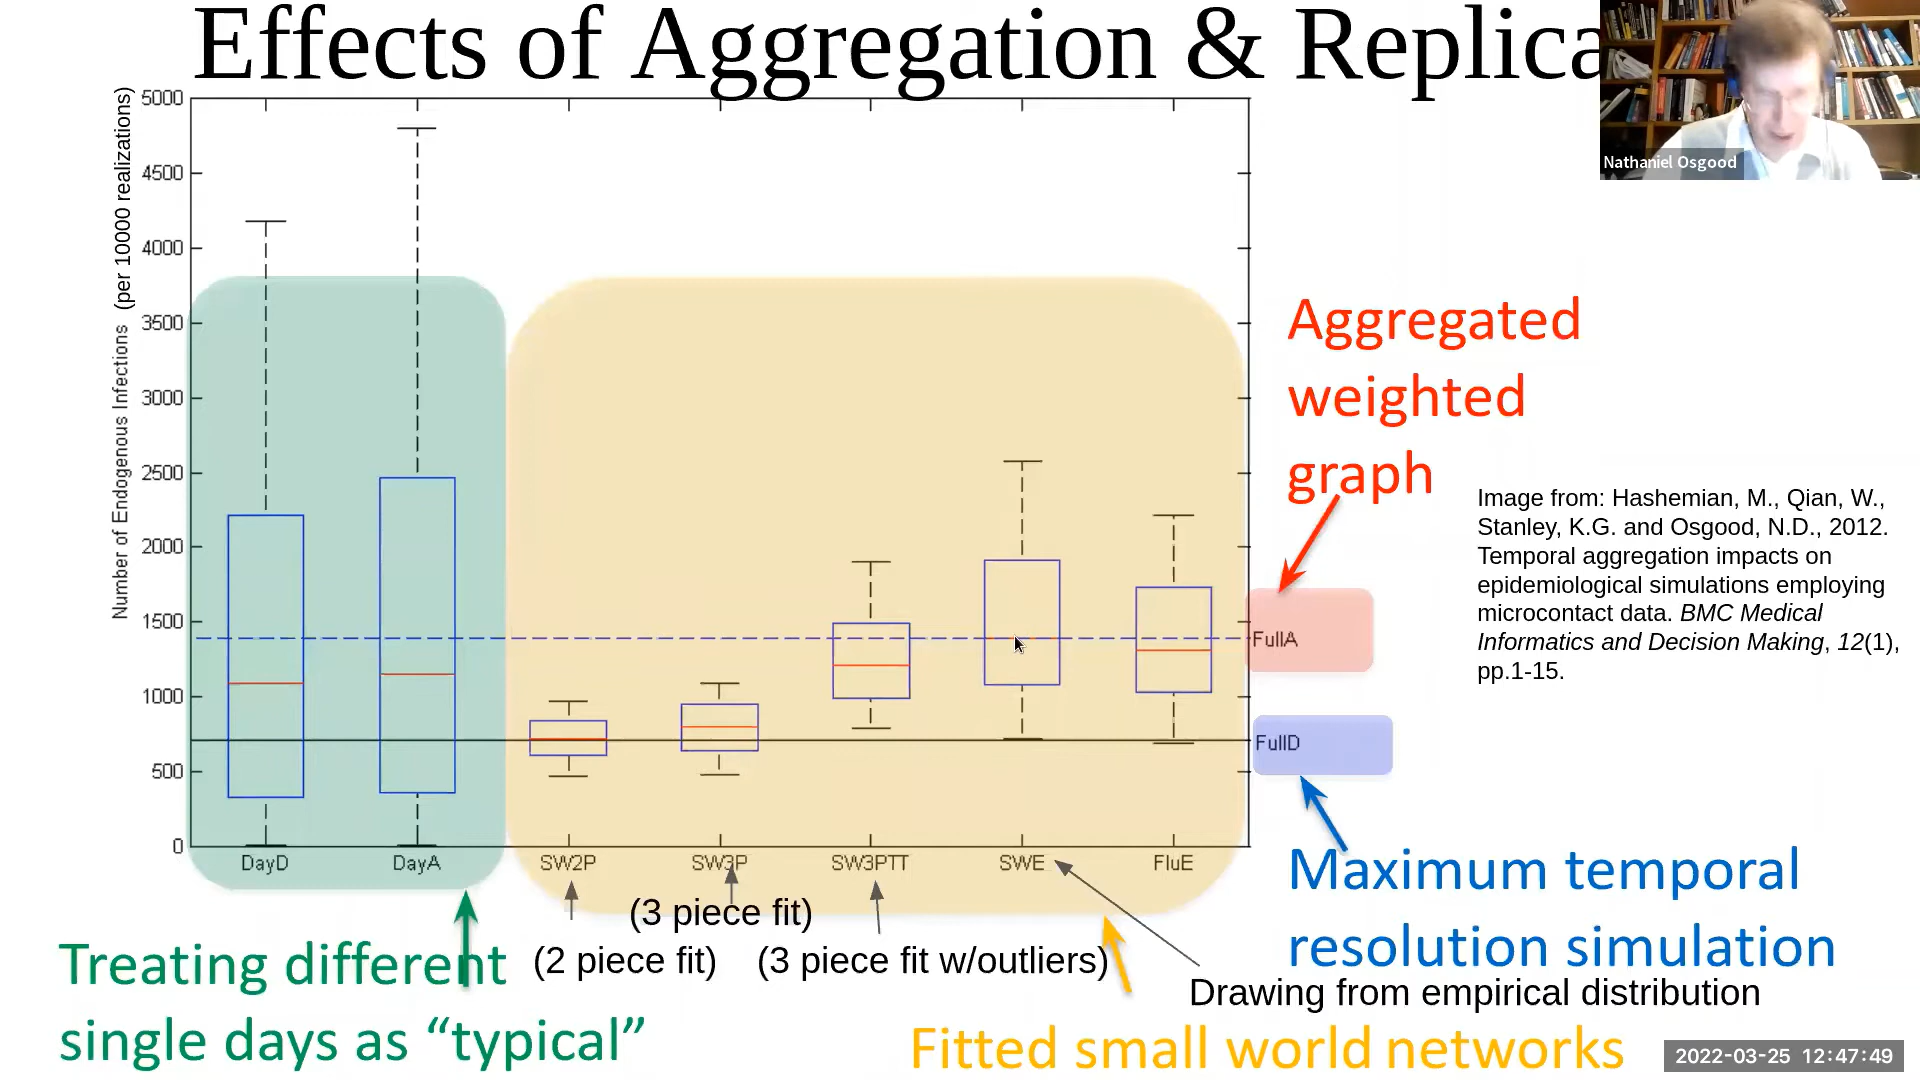 Effects of Aggregation & Replica
Nathaniel Osgood
Number of Endogenous Infections (per 10000 realizations)
5000
4500
4000
3500
3000
2500
2000
1500
1000
500
0
DayD DayA SW2P SW3P SW3PTT SWE FluE
FullA
FullD
Aggregated
weighted
graph
Image from: Hashemian, M., Qian, W.,
Stanley, K.G. and Osgood, N.D., 2012.
Temporal aggregation impacts on
epidemiological simulations employing
microcontact data. BMC Medical
Informatics and Decision Making, 12(1),
pp.1-15.
Maximum temporal
resolution simulation
(3 piece fit)
(2 piece fit) (3 piece fit w/outliers)
Drawing from empirical distribution
Treating different
single days as “typical”
Fitted small world networks
2022-03-25 12:47:49